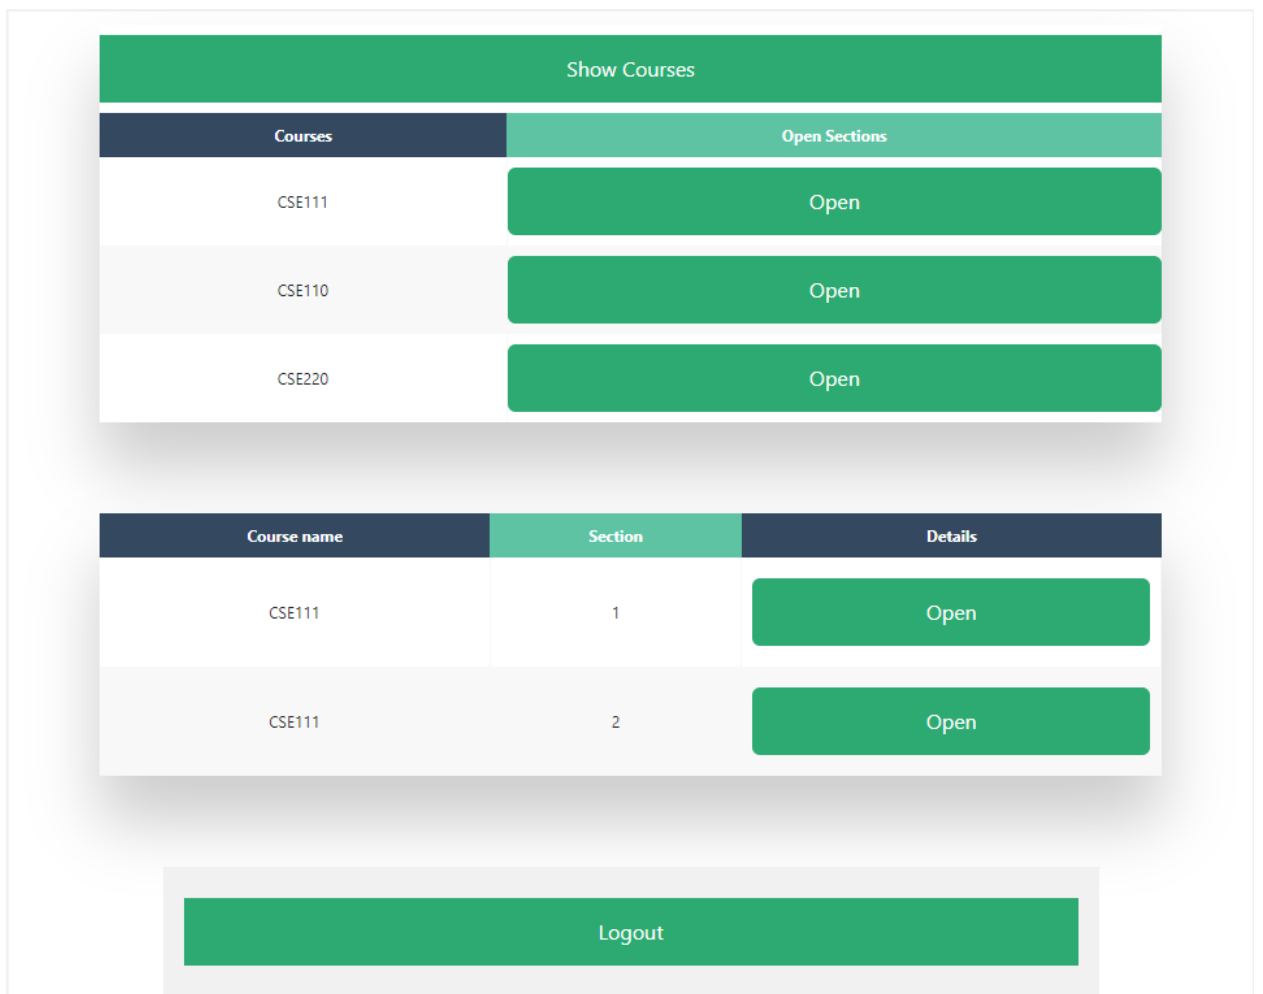 Show Courses
Courses Open Sections
CSE111 Open
CSE110 Open
CSE220 Open
Course name Section Details
CSE111 1 Open
CSE111 2 Open
Logout